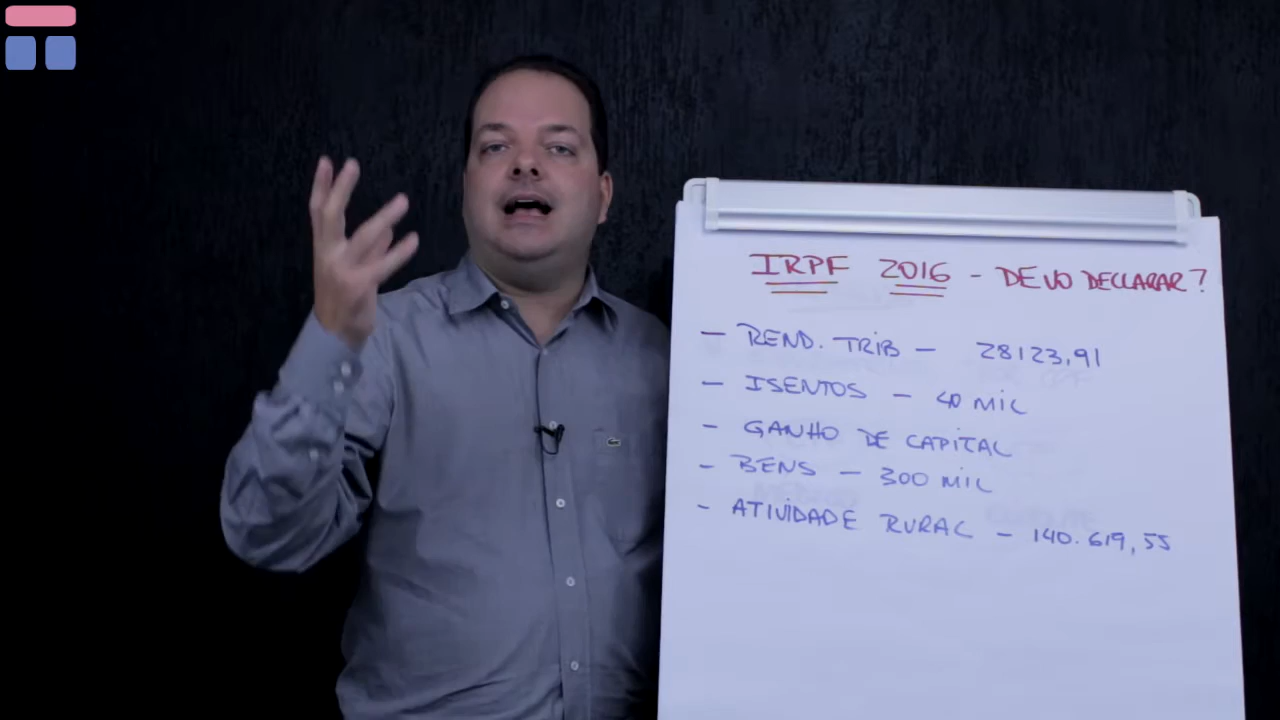 IRPF 2016 - DEVO DECLARAR?
- REND. TRIB - 28123,91
- ISENTOS - 40 MIL
- GANHO DE CAPITAL
- BENS - 300 MIL
- ATIVIDADE RURAL - 140.619,55